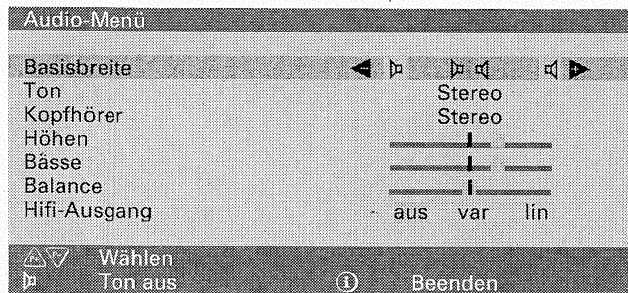 Audio-Menü
Basisbreite
Ton Stereo
Kopfhörer Stereo
Höhen
Bässe
Balance
Hifi-Ausgang aus var lin
Wählen
Ton aus i Beenden